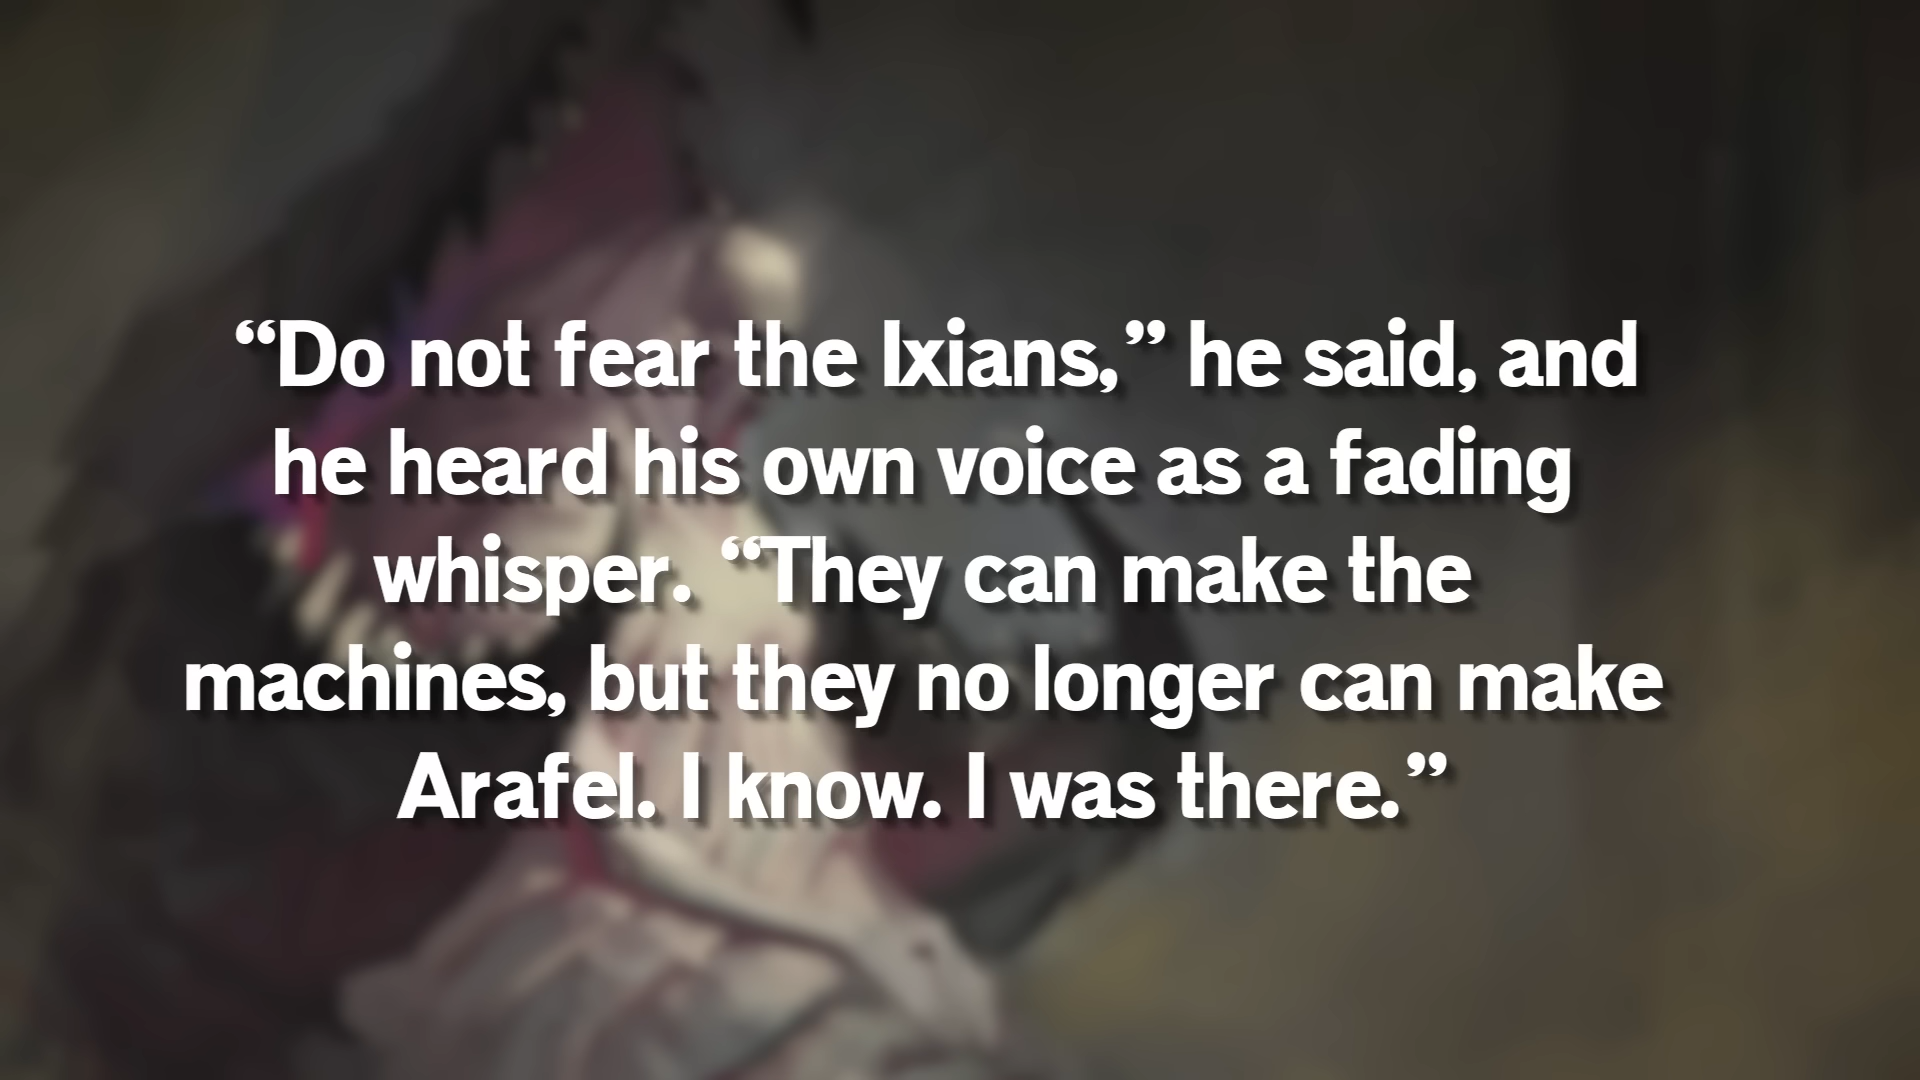 “Do not fear the Ixians,” he said, and
he heard his own voice as a fading
whisper. “They can make the
machines, but they no longer can make
Arafel. I know. I was there.”